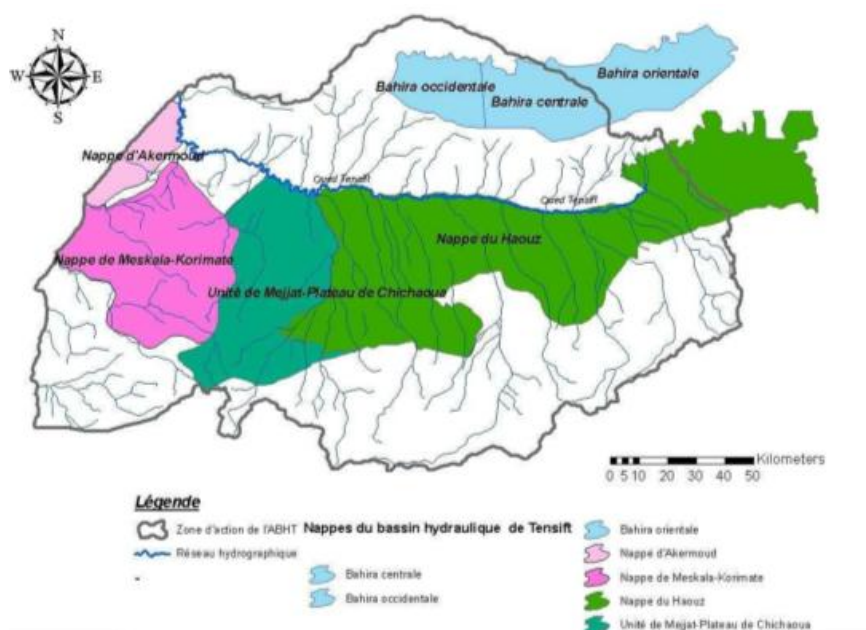 N
W E
S
Bahira orientale
Bahira occidentale
Bahira centrale
Nappe d'Akermoud
Oued Tensift
Oued Tensift
Nappe du Haouz
Nappe de Meskala-Korimate
Unité de Mejjat-Plateau de Chichaoua
Kilometers
0 5 10 20 30 40 50
Légende
Zone d'action de l'ABHT
Nappes du bassin hydraulique de Tensift
Réseau hydrographique
-
Bahira centrale
Bahira occidentale
Bahira orientale
Nappe d'Akermoud
Nappe de Meskala-Korimate
Nappe du Haouz
Unité de Mejjat-Plateau de Chichaoua